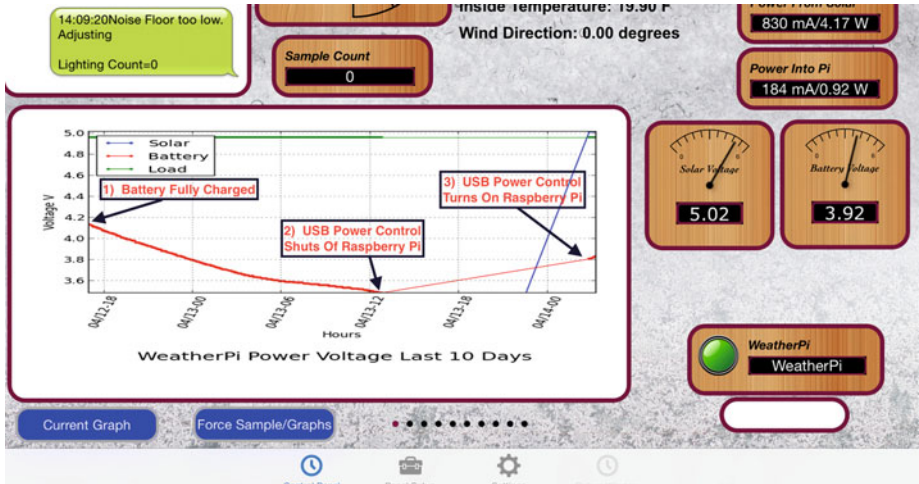 14:09:20Noise Floor too low.
Adjusting
Lighting Count=0
Inside Temperature: 19.90 F
Wind Direction: 0.00 degrees
Sample Count
0
Power From Solar
830 mA/4.17 W
Power Into Pi
184 mA/0.92 W
5.0
4.8
4.6
4.4
4.2
4.0
3.8
3.6
Voltage V
Solar
Battery
Load
1) Battery Fully Charged
2) USB Power Control
Shuts Of Raspberry Pi
3) USB Power Control
Turns On Raspberry Pi
04/12-18
04/13-00
04/13-06
04/13-12
04/13-18
04/14-00
Hours
WeatherPi Power Voltage Last 10 Days
Solar Voltage
5.02
Battery Voltage
3.92
WeatherPi
WeatherPi
Current Graph
Force Sample/Graphs